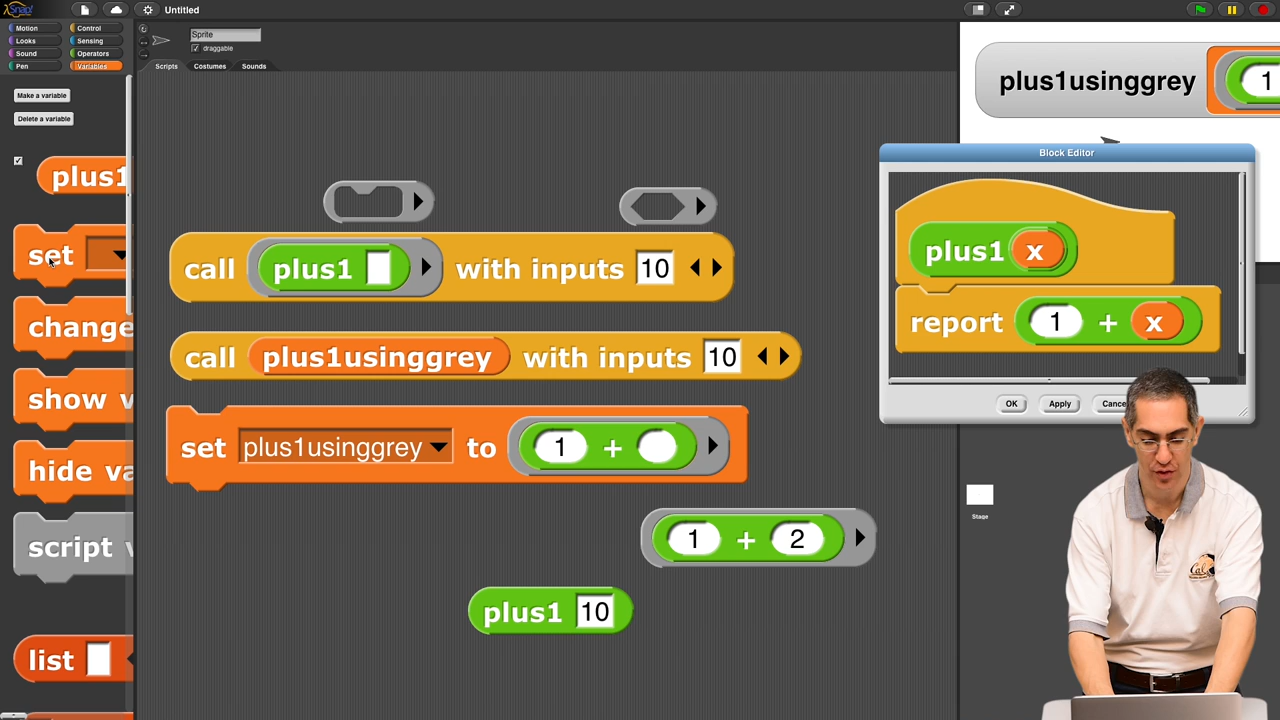 Snap!
Untitled
Motion
Control
Looks
Sensing
Sound
Operators
Pen
Variables
Sprite
draggable
Scripts
Costumes
Sounds
Make a variable
Delete a variable
plus1
set
change
show v
hide va
script v
list
call plus1 with inputs 10
call plus1usinggrey with inputs 10
set plus1usinggrey to 1 +
1 + 2
plus1 10
plus1usinggrey 1
Block Editor
plus1 x
report 1 + x
OK
Apply
Cance
Stage
Cal